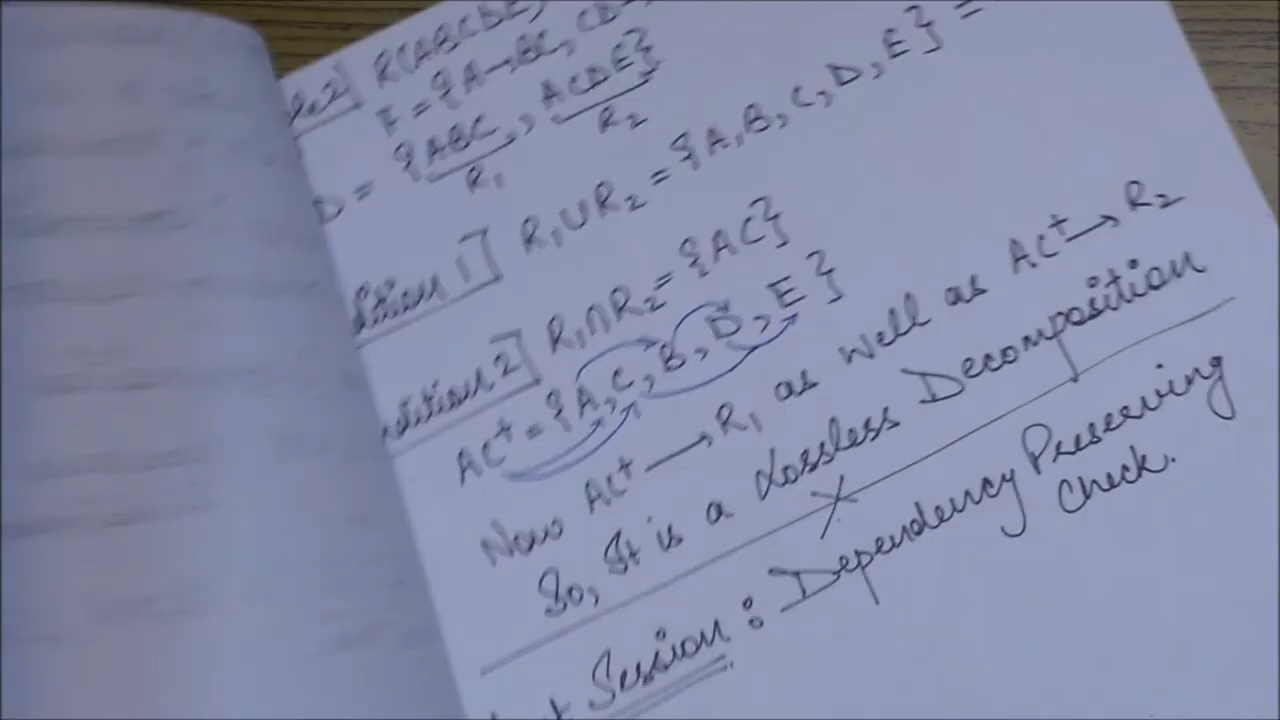 R(ABCDE)
F = {A→BC, CD→
D = {ABC, ACDE}
R₁ R₂
R₁∪R₂ = {A, B, C, D, E} =
R₁∩R₂ = {AC}
AC⁺ = {A, C, B, D, E}
Now AC⁺ → R₁ as well as AC⁺ → R₂
So, It is a Lossless Decomposition
Session : Dependency Preserving
Check.